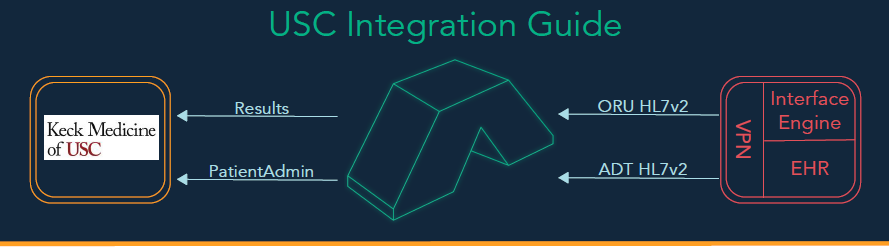 USC Integration Guide
Keck Medicine
of USC
Results
PatientAdmin
ORU HL7v2
ADT HL7v2
VPN
Interface
Engine
EHR